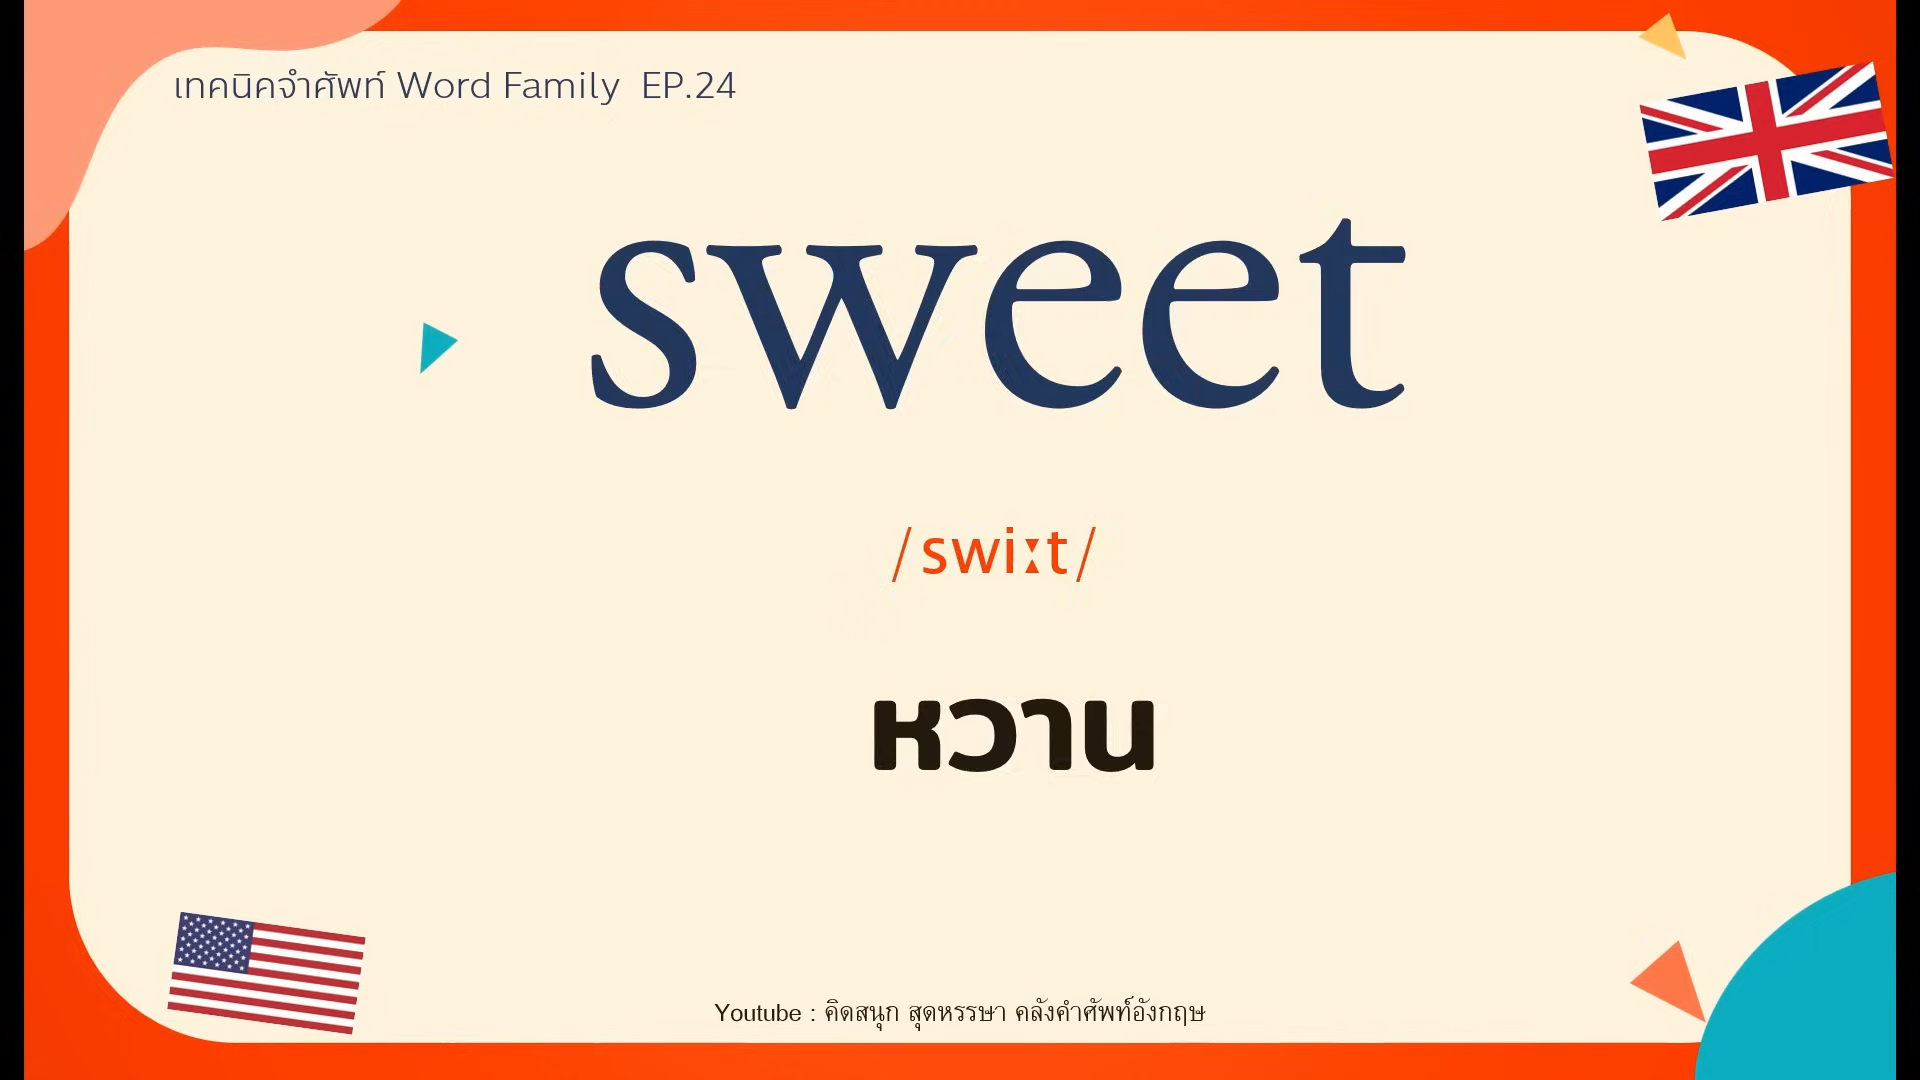 เทคนิคจำศัพท์ Word Family EP.24
sweet
/swiːt/
หวาน
Youtube : คิดสนุก สุดหรรษา คลังคำศัพท์อังกฤษ